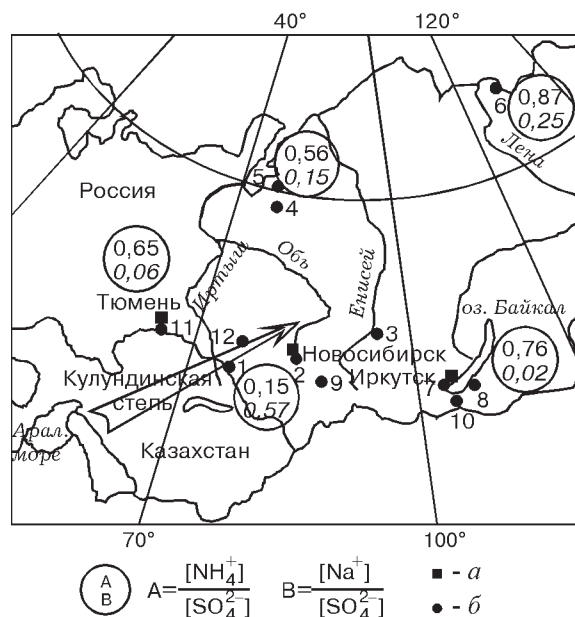 40° 120°
6
0,87
0,25
Лена
0,56
0,15
5
4
Россия
Обь
0,65
0,06
Иртыга
Енисей
оз. Байкал
Тюмень
11
12
3
0,76
0,02
Новосибирск
2
Иркутск
1
Кулундинская
степь
0,15
0,57
9
7
8
10
Арал.
море
Казахстан
70° 100°
A
B
A=[NH4+]/[SO42-] B=[Na+]/[SO42-]
- а
- б